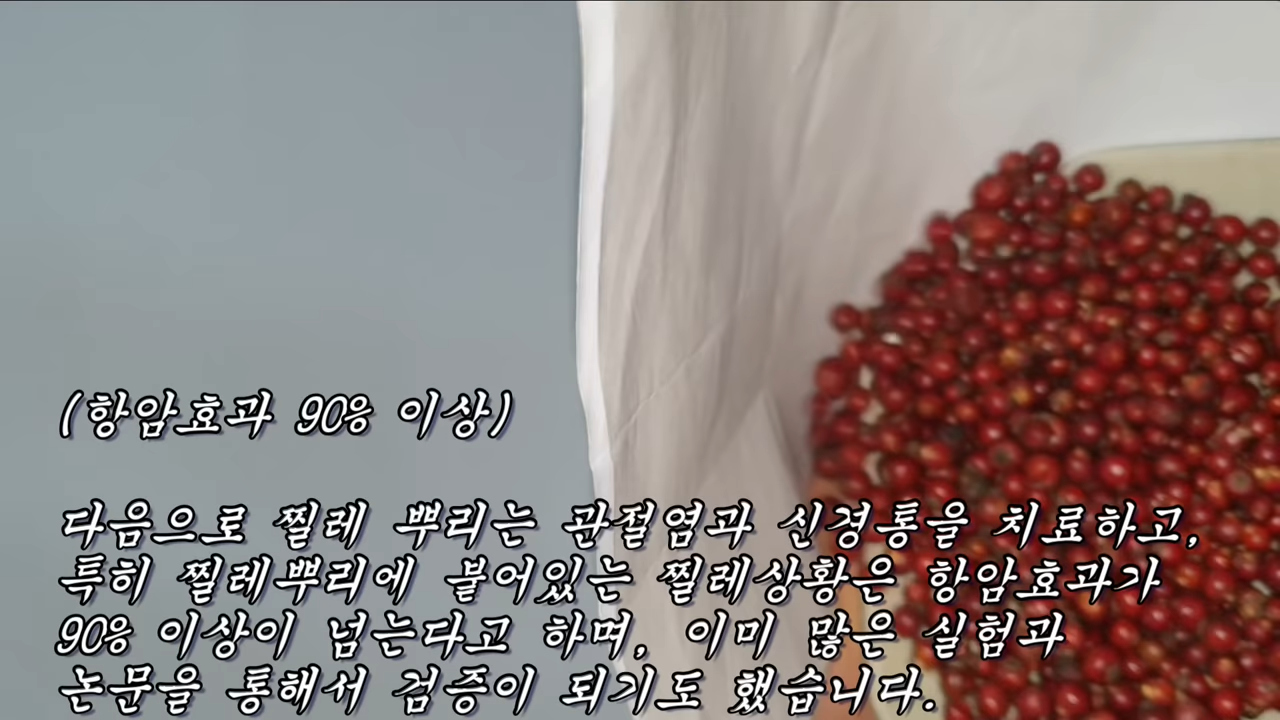 (항암효과 90% 이상)
다음으로 찔레 뿌리는 관절염과 신경통을 치료하고,
특히 찔레뿌리에 붙어있는 찔레상황은 항암효과가
90% 이상이 넘는다고 하며, 이미 많은 실험과
논문을 통해서 검증이 되기도 했습니다.